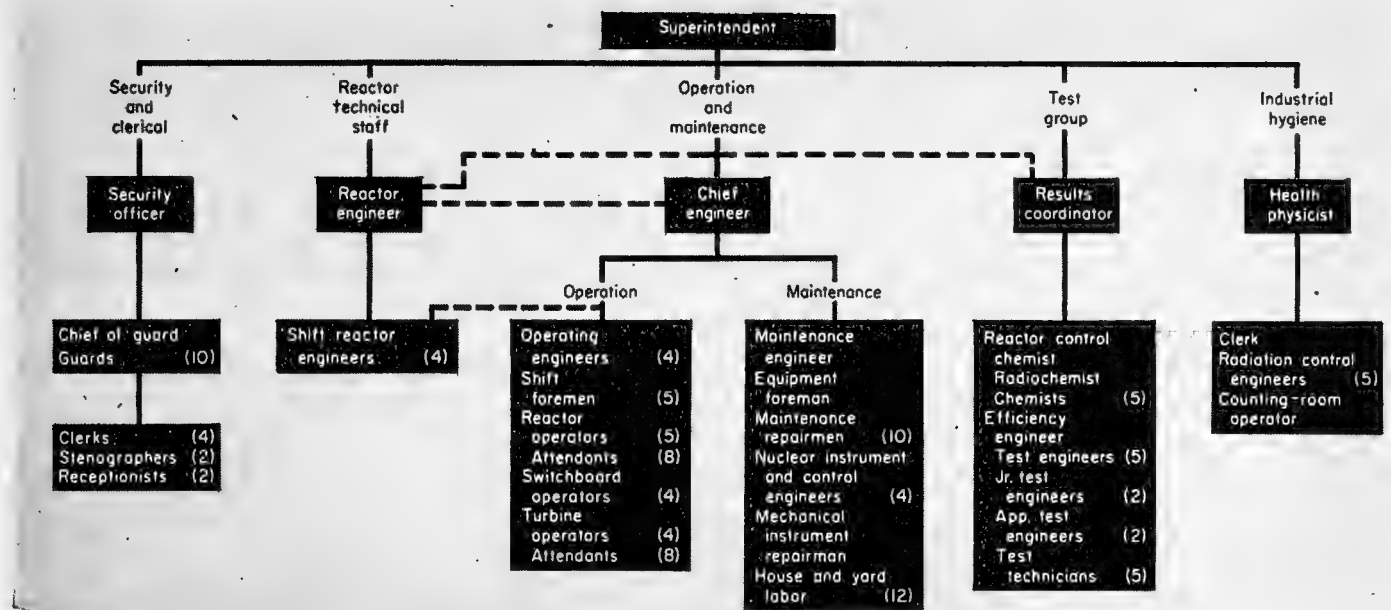 Superintendent
Security
and
clerical
Reactor
technical
staff
Operation
and
maintenance
Test
group
Industrial
hygiene
Security
officer
Reactor
engineer
Chief
engineer
Results
coordinator
Health
physicist
Operation
Maintenance
Chief of guard
Guards (10)
Clerks (4)
Stenographers (2)
Receptionists (2)
Shift reactor
engineers (4)
Operating
engineers (4)
Shift
foremen (5)
Reactor
operators (5)
Attendants (8)
Switchboard
operators (4)
Turbine
operators (4)
Attendants (8)
Maintenance
engineer
Equipment
foreman
Maintenance
repairmen (10)
Nuclear instrument
and control
engineers (4)
Mechanical
instrument
repairman
House and yard
labor (12)
Reactor control
chemist
Radiochemist
Chemists (5)
Efficiency
engineer
Test engineers (5)
Jr. test
engineers (2)
App. test
engineers (2)
Test
technicians (5)
Clerk
Radiation control
engineers (5)
Counting-room
operator